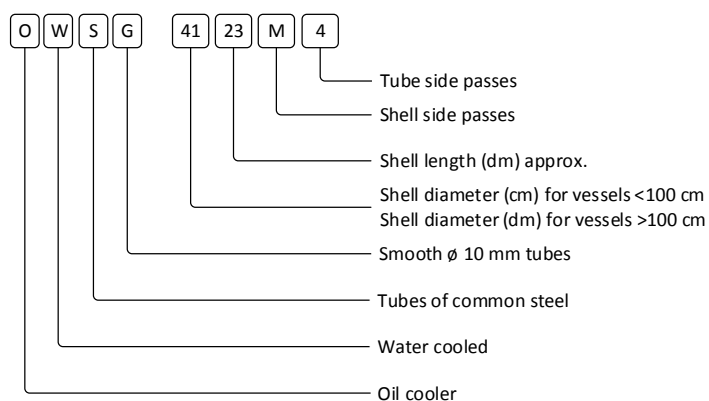 O W S G 41 23 M 4
Tube side passes
Shell side passes
Shell length (dm) approx.
Shell diameter (cm) for vessels <100 cm
Shell diameter (dm) for vessels >100 cm
Smooth ø 10 mm tubes
Tubes of common steel
Water cooled
Oil cooler